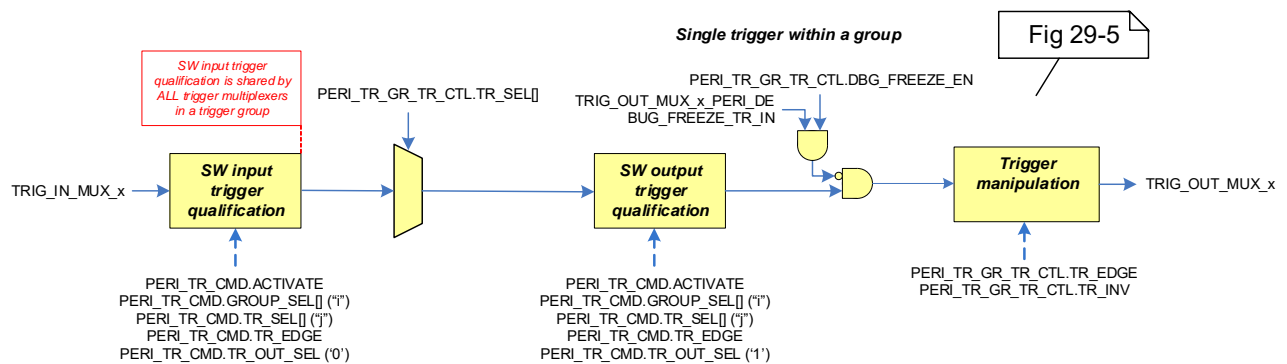 Single trigger within a group
Fig 29-5
SW input trigger
qualification is shared by
ALL trigger multiplexers
in a trigger group
PERI_TR_GR_TR_CTL.TR_SEL[]
PERI_TR_GR_TR_CTL.DBG_FREEZE_EN
TRIG_OUT_MUX_x_PERI_DE
BUG_FREEZE_TR_IN
TRIG_IN_MUX_x
SW input
trigger
qualification
SW output
trigger
qualification
Trigger
manipulation
TRIG_OUT_MUX_x
PERI_TR_CMD.ACTIVATE
PERI_TR_CMD.GROUP_SEL[] (“i”)
PERI_TR_CMD.TR_SEL[] (“j”)
PERI_TR_CMD.TR_EDGE
PERI_TR_CMD.TR_OUT_SEL (‘0’)
PERI_TR_CMD.ACTIVATE
PERI_TR_CMD.GROUP_SEL[] (“i”)
PERI_TR_CMD.TR_SEL[] (“j”)
PERI_TR_CMD.TR_EDGE
PERI_TR_CMD.TR_OUT_SEL (‘1’)
PERI_TR_GR_TR_CTL.TR_EDGE
PERI_TR_GR_TR_CTL.TR_INV